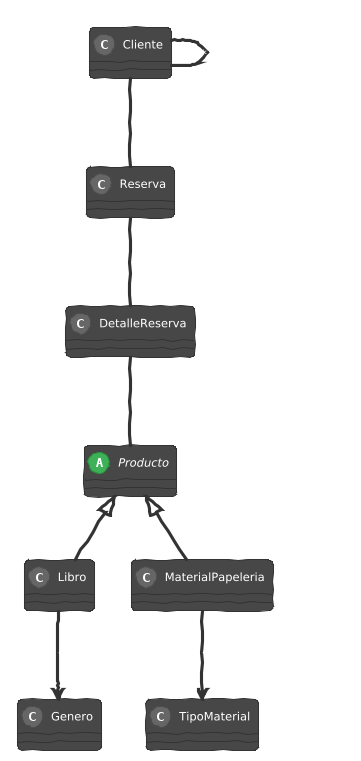 C Cliente
C Reserva
C DetalleReserva
A Producto
C Libro
C MaterialPapeleria
C Genero
C TipoMaterial